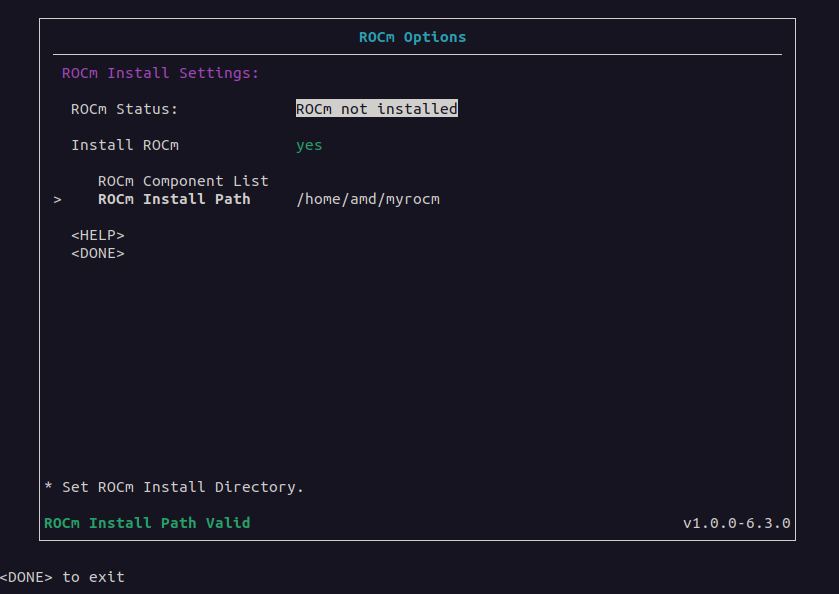 ROCm Options
ROCm Install Settings:
ROCm Status: ROCm not installed
Install ROCm yes
ROCm Component List
> ROCm Install Path /home/amd/myrocm
<HELP>
<DONE>
* Set ROCm Install Directory.
ROCm Install Path Valid v1.0.0-6.3.0
<DONE> to exit